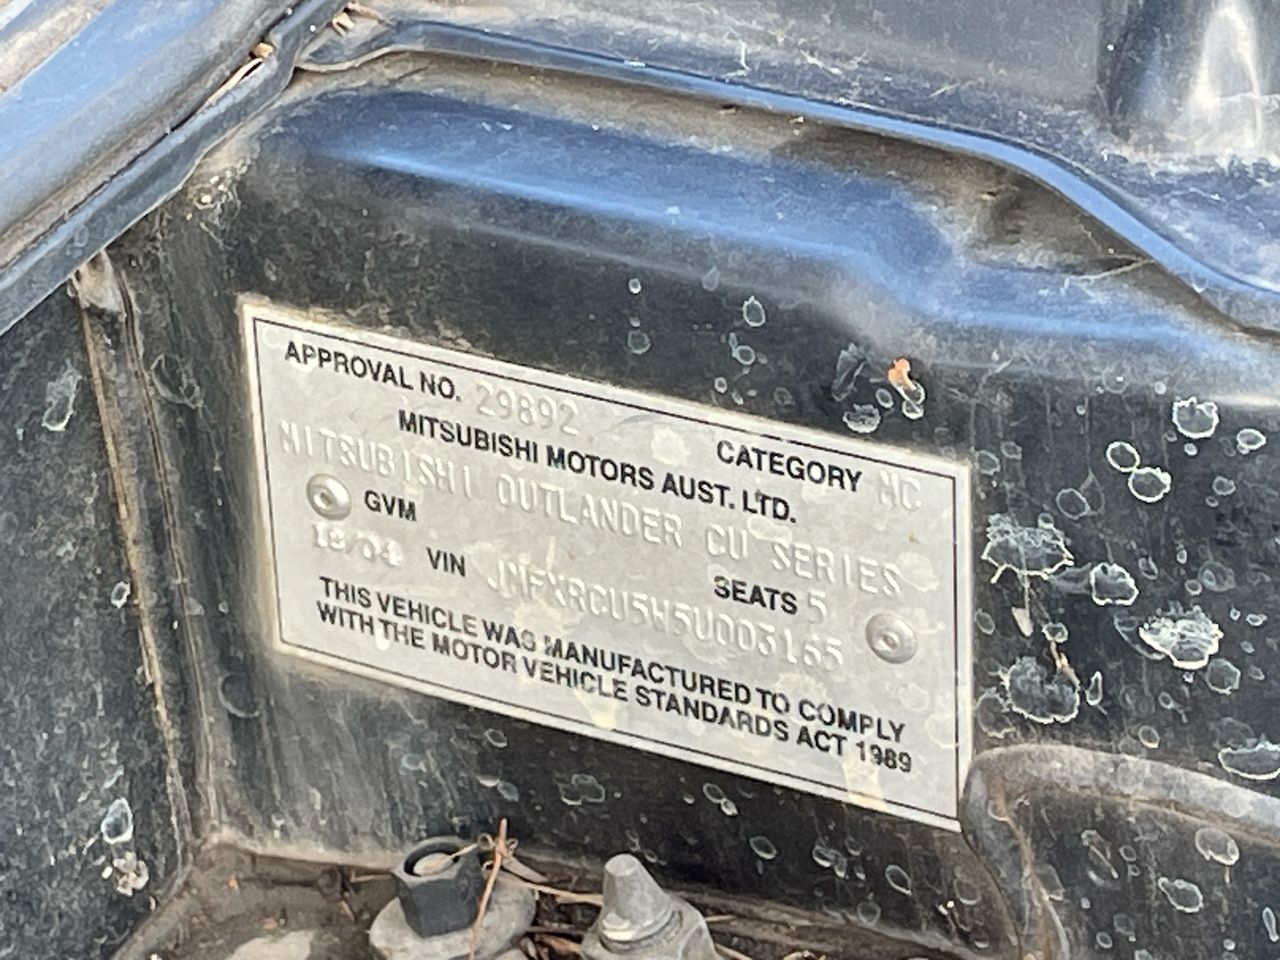 APPROVAL NO. 29892 CATEGORY MC
MITSUBISHI MOTORS AUST. LTD.
MITSUBISHI OUTLANDER CU SERIES
GVM SEATS 5
VIN JMFXRCU5W5U003165
THIS VEHICLE WAS MANUFACTURED TO COMPLY
WITH THE MOTOR VEHICLE STANDARDS ACT 1989